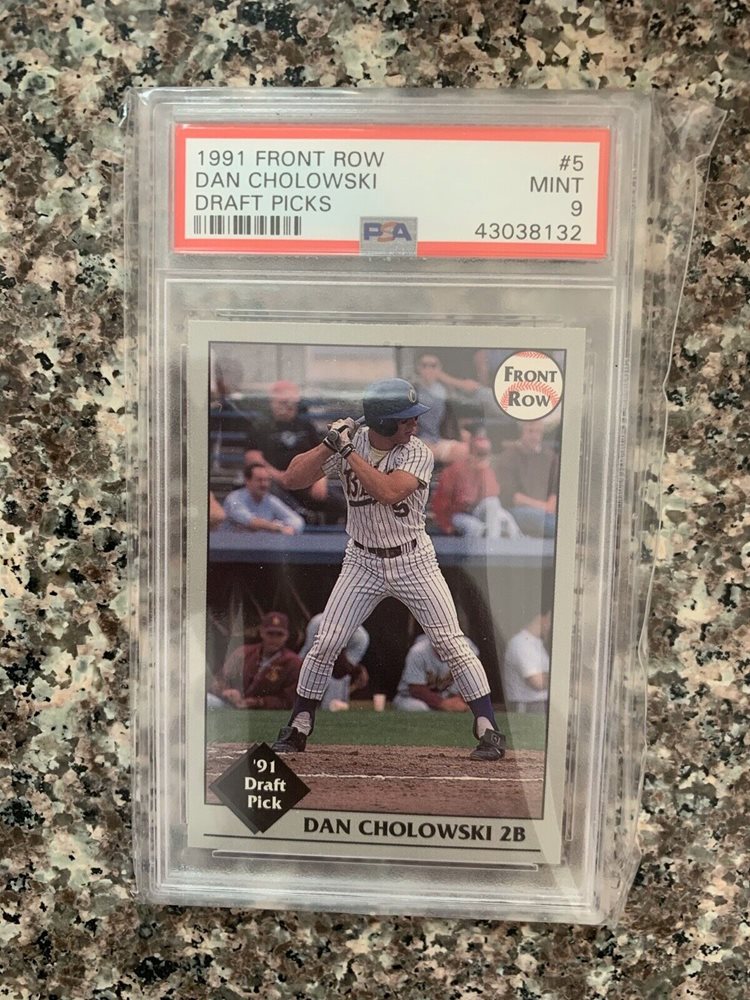 1991 FRONT ROW #5
DAN CHOLOWSKI MINT
DRAFT PICKS 9
PSA 43038132
FRONT
ROW
5
'91
Draft
Pick
DAN CHOLOWSKI 2B